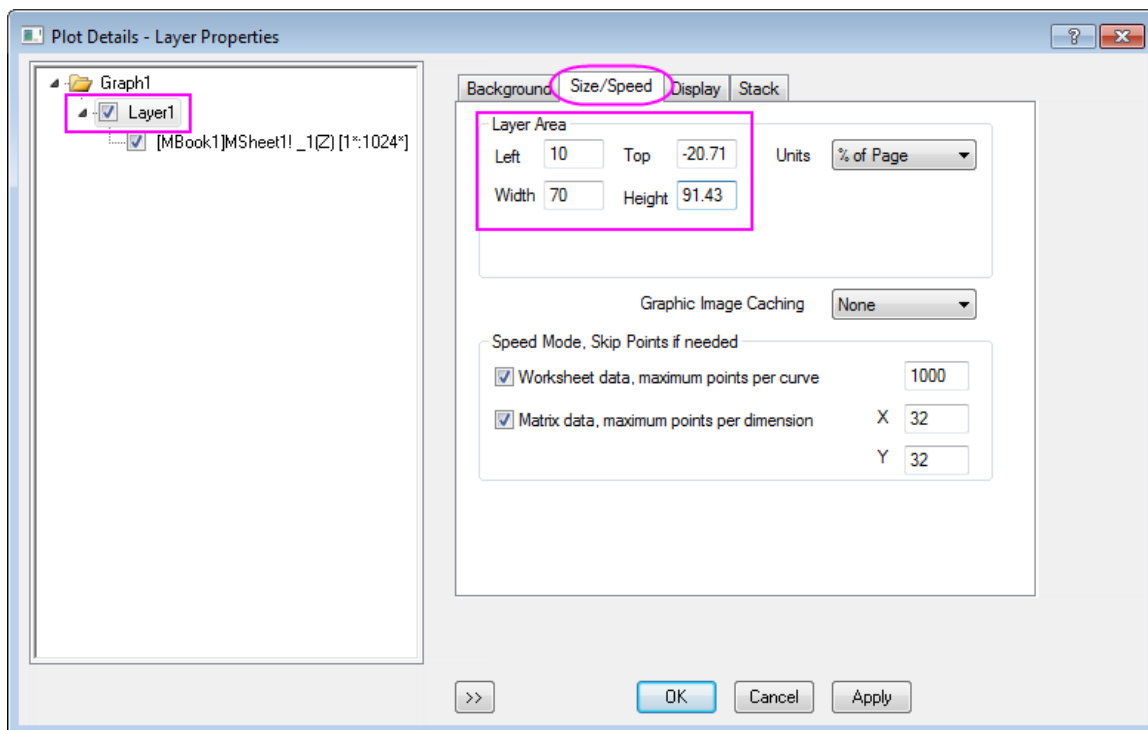 Plot Details - Layer Properties
?
Graph1
Layer1
[MBook1]MSheet1! _1(Z) [1*:1024*]
Background Size/Speed Display Stack
Layer Area
Left 10 Top -20.71 Units % of Page
Width 70 Height 91.43
Graphic Image Caching None
Speed Mode, Skip Points if needed
Worksheet data, maximum points per curve 1000
Matrix data, maximum points per dimension X 32
Y 32
>> OK Cancel Apply